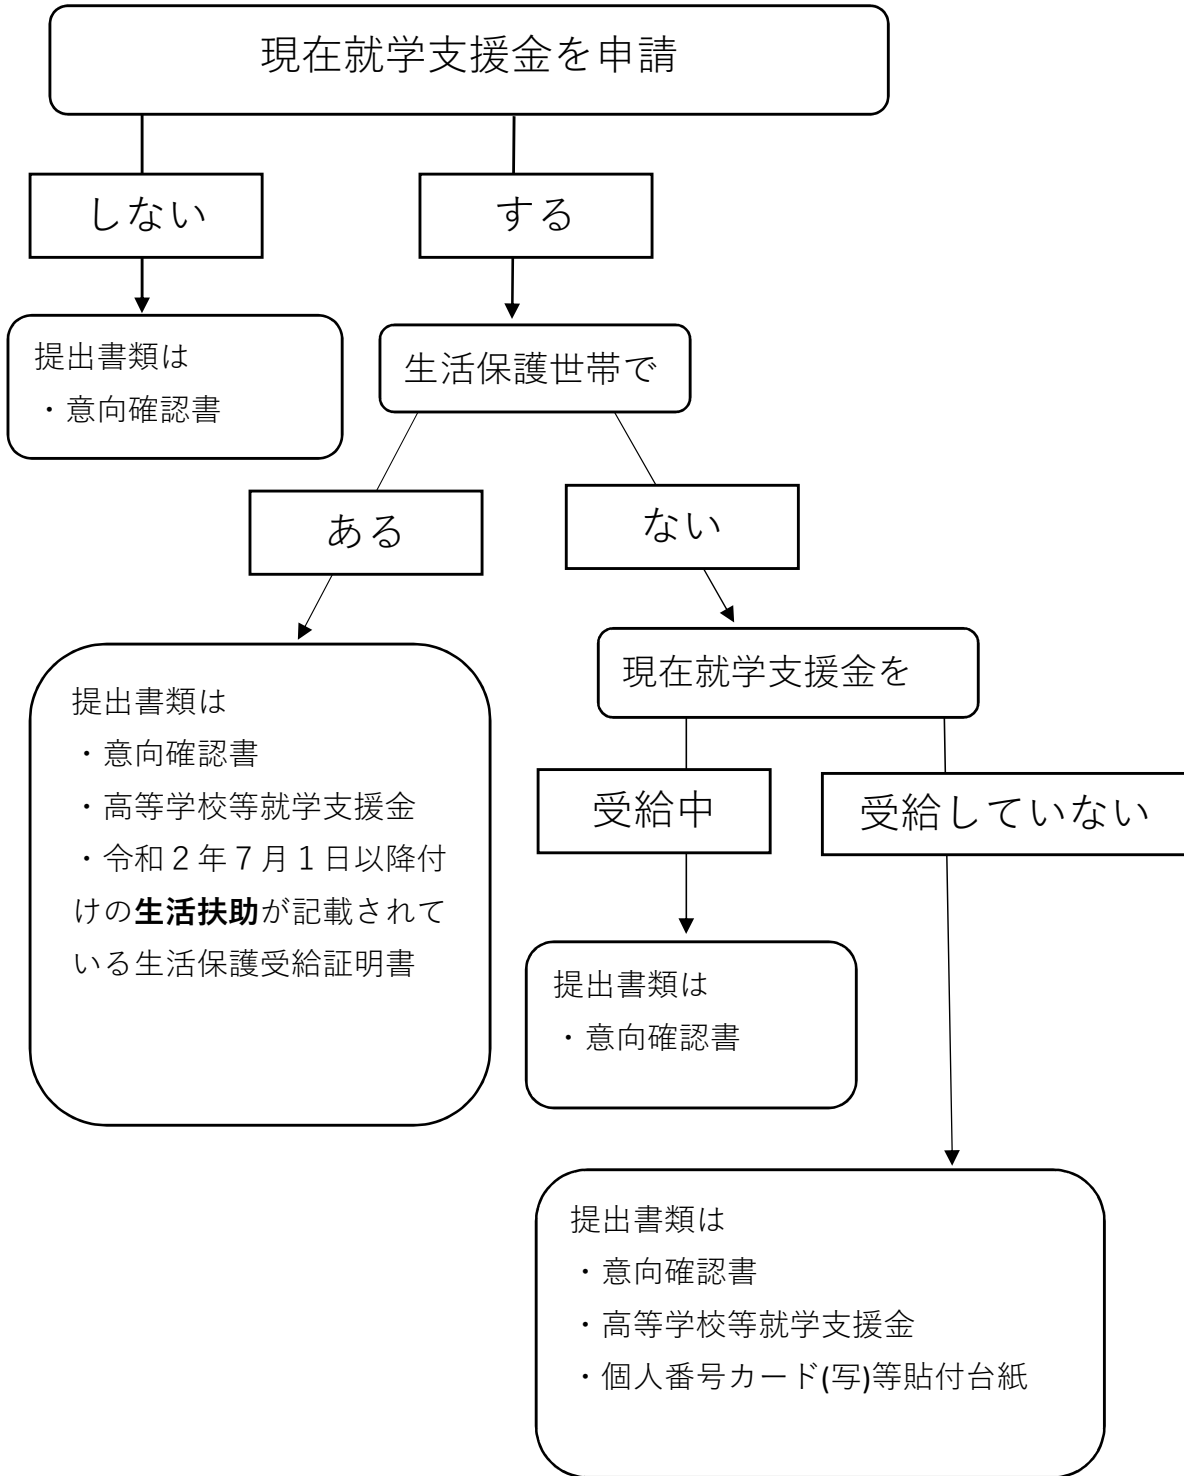 現在就学支援金を申請
しない
する
提出書類は
・意向確認書
生活保護世帯で
ある
ない
提出書類は
・意向確認書
・高等学校等就学支援金
・令和２年７月１日以降付
けの生活扶助が記載されて
いる生活保護受給証明書
現在就学支援金を
受給中
受給していない
提出書類は
・意向確認書
提出書類は
・意向確認書
・高等学校等就学支援金
・個人番号カード(写)等貼付台紙